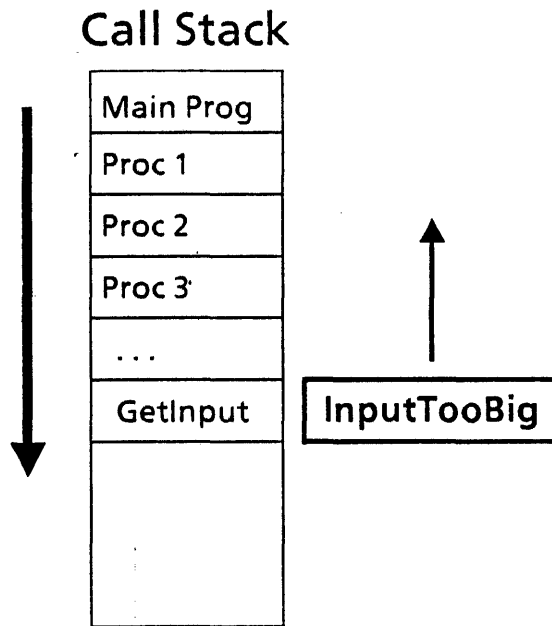 Call Stack
Main Prog
Proc 1
Proc 2
Proc 3
...
GetInput
InputTooBig